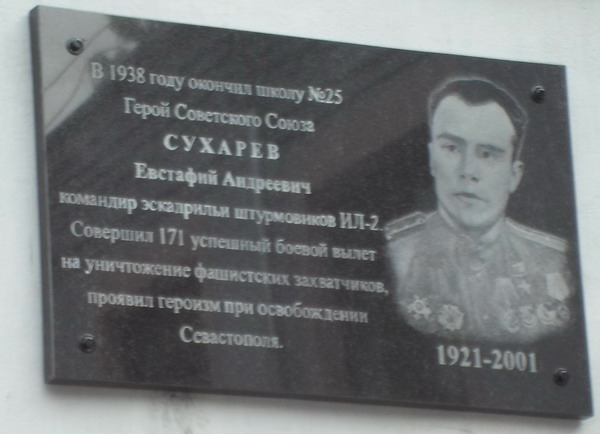 В 1938 году окончил школу №25
Герой Советского Союза
СУХАРЕВ
Евстафий Андреевич
командир эскадрильи штурмовиков ИЛ-2.
Совершил 171 успешный боевой вылет
на уничтожение фашистских захватчиков,
проявил героизм при освобождении
Севастополя.
1921-2001